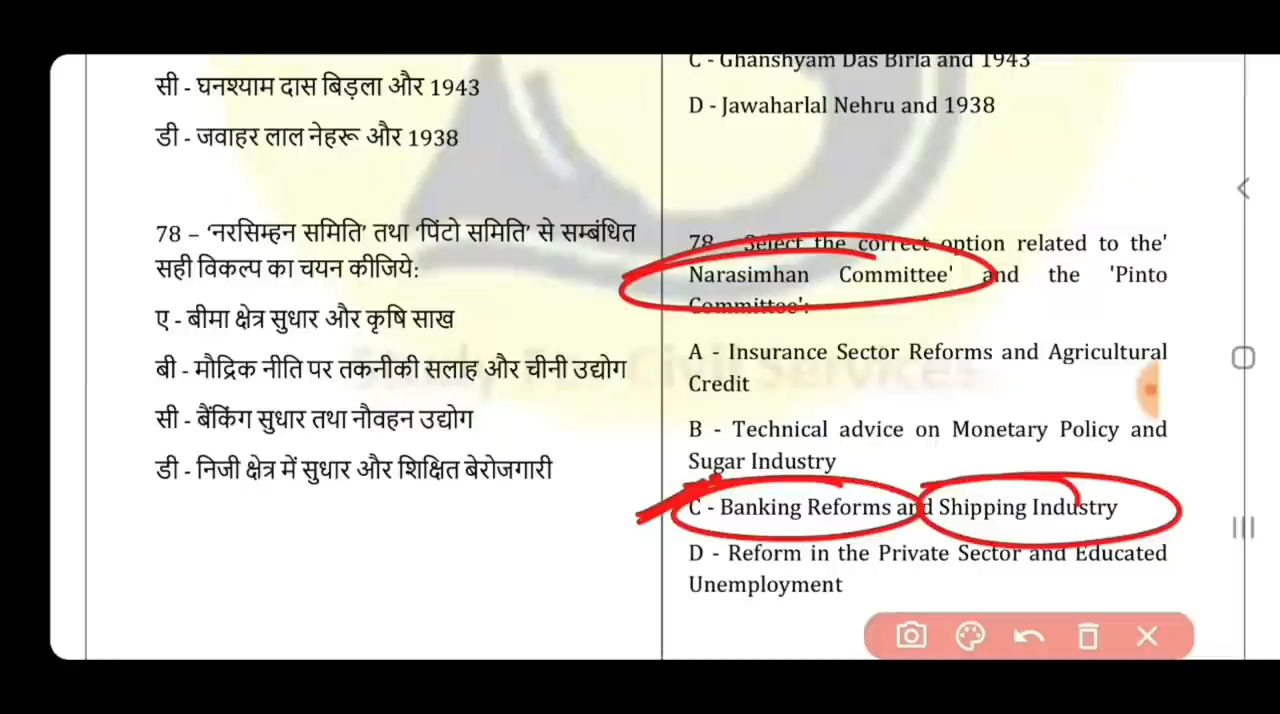 सी - घनश्याम दास बिड़ला और 1943
डी - जवाहर लाल नेहरू और 1938
78 – 'नरसिम्हन समिति' तथा 'पिंटो समिति' से सम्बंधित
सही विकल्प का चयन कीजिये:
ए - बीमा क्षेत्र सुधार और कृषि साख
बी - मौद्रिक नीति पर तकनीकी सलाह और चीनी उद्योग
सी - बैंकिंग सुधार तथा नौवहन उद्योग
डी - निजी क्षेत्र में सुधार और शिक्षित बेरोजगारी
C - Ghanshyam Das Birla and 1943
D - Jawaharlal Nehru and 1938
78 Select the correct option related to the'
Narasimhan Committee' and the 'Pinto
Committee':
A - Insurance Sector Reforms and Agricultural
Credit
B - Technical advice on Monetary Policy and
Sugar Industry
C - Banking Reforms and Shipping Industry
D - Reform in the Private Sector and Educated
Unemployment